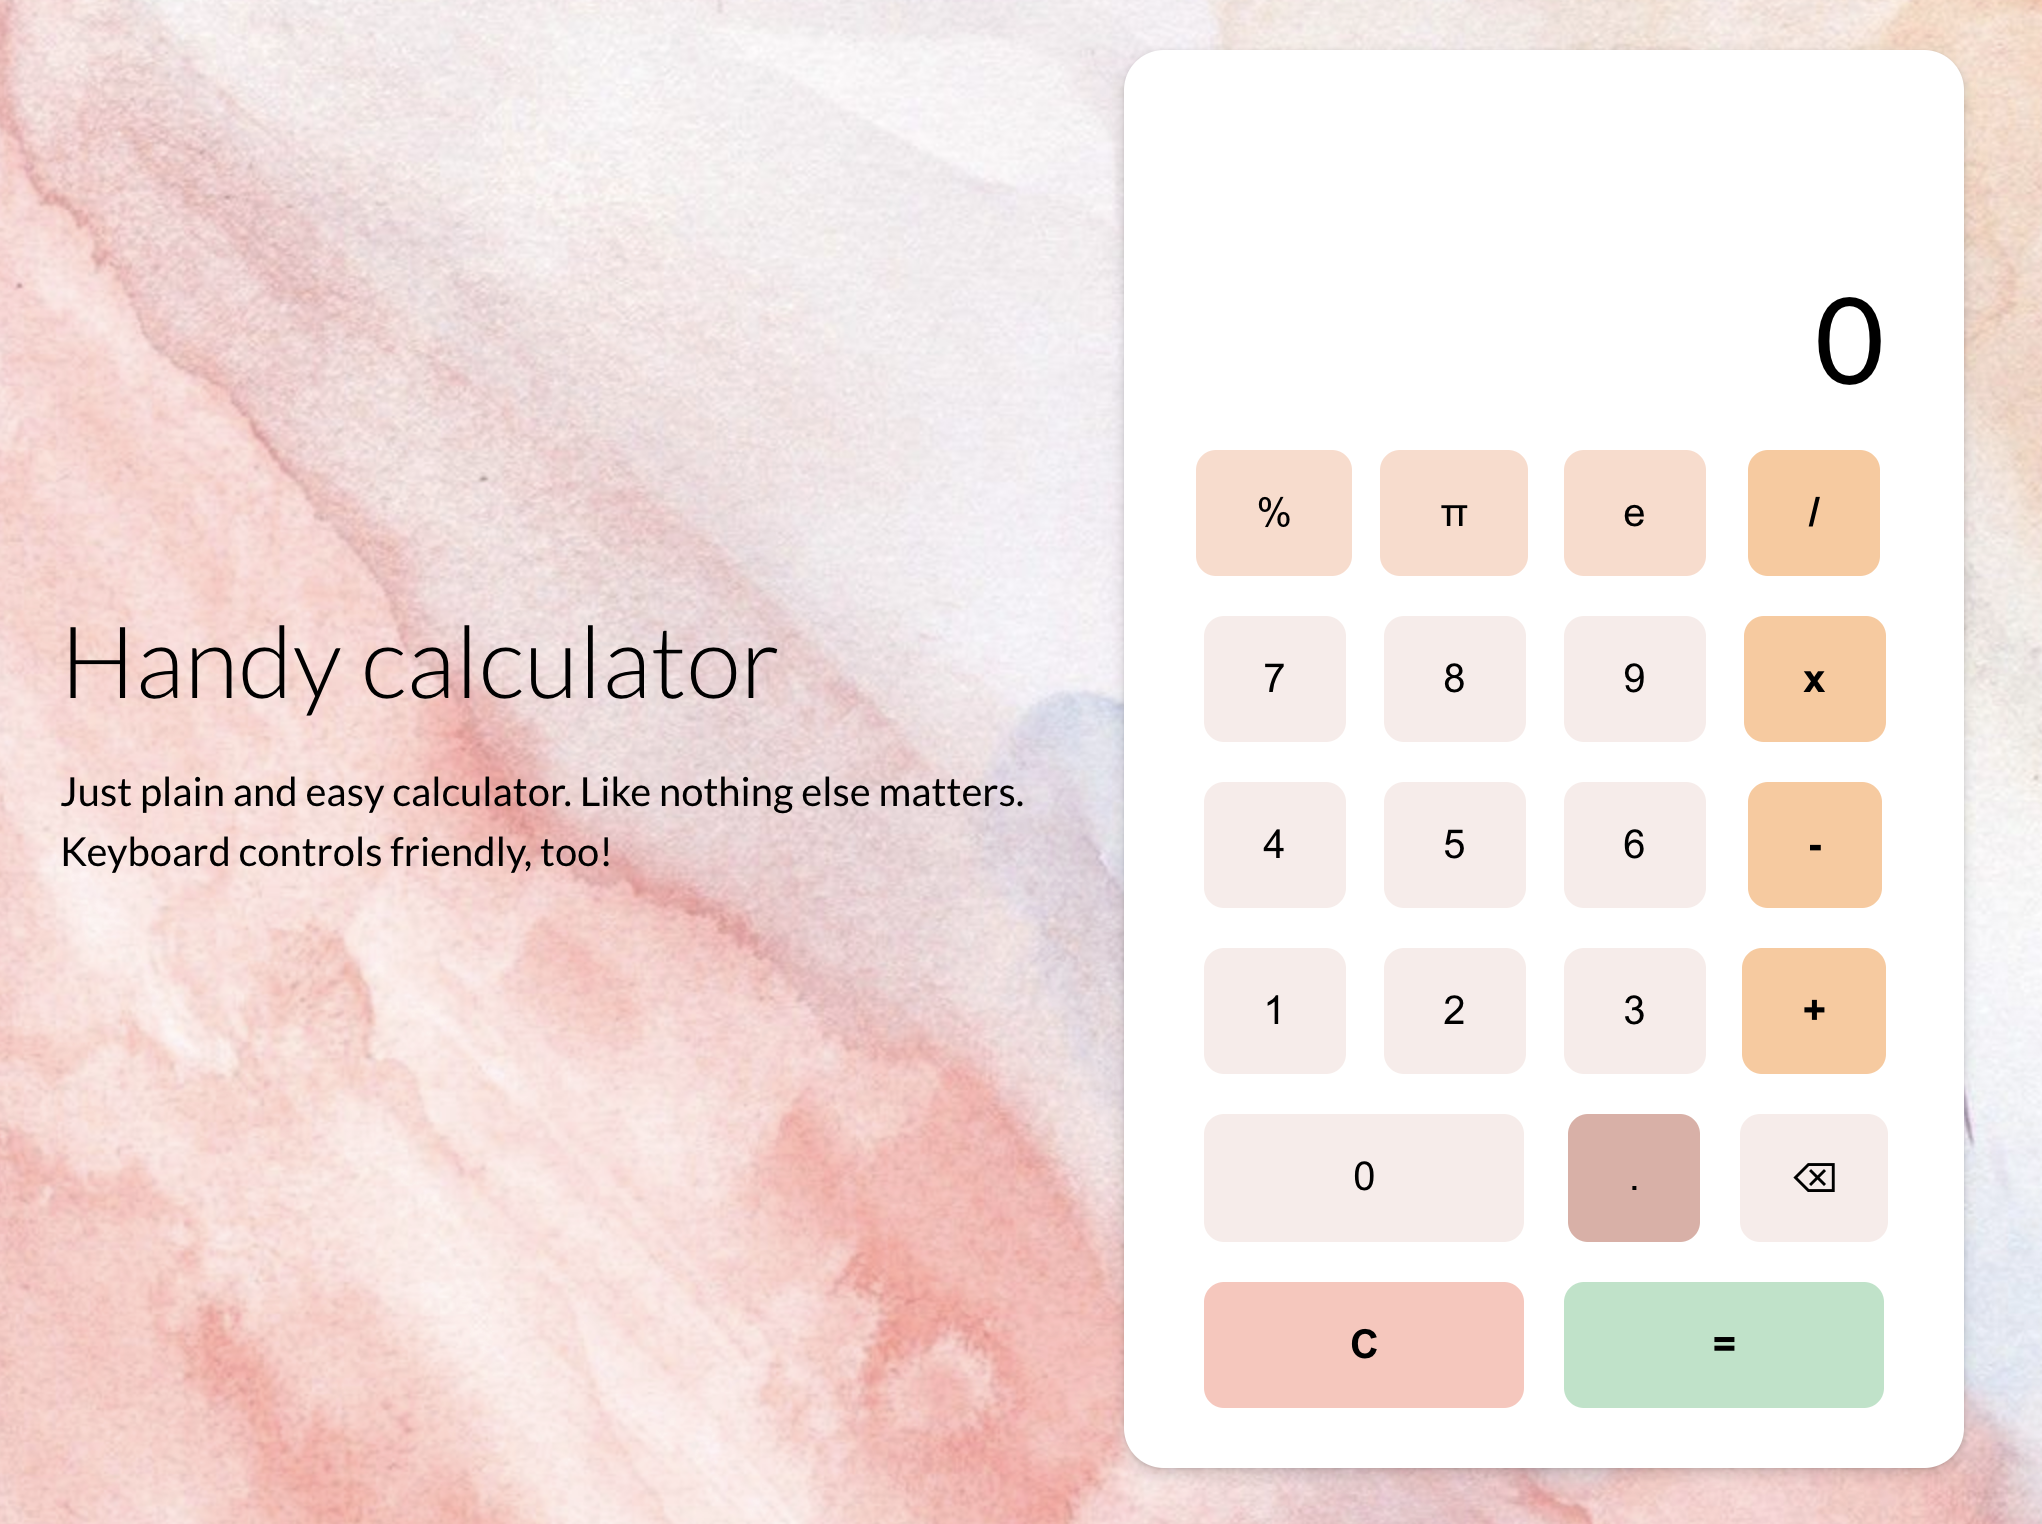 Handy calculator
Just plain and easy calculator. Like nothing else matters.
Keyboard controls friendly, too!
0
% π e /
7 8 9 x
4 5 6 -
1 2 3 +
0 . ⌫
C =